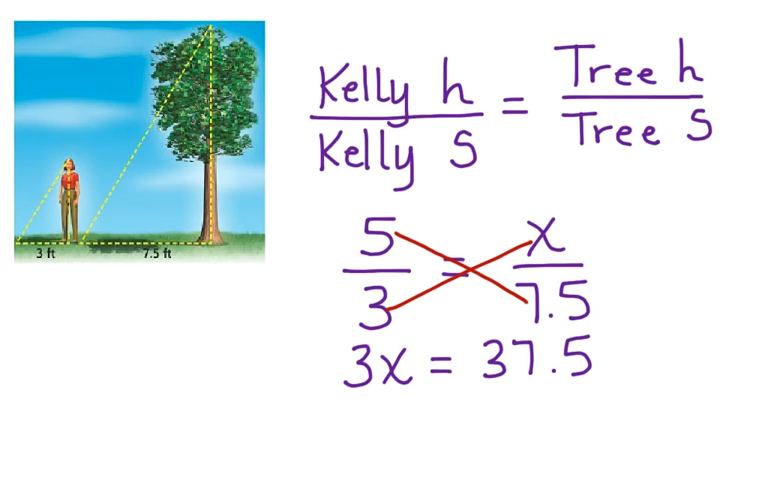 Kelly h
Kelly S
=
Tree h
Tree S
5
3
=
x
7.5
3x = 37.5
3 ft
7.5 ft